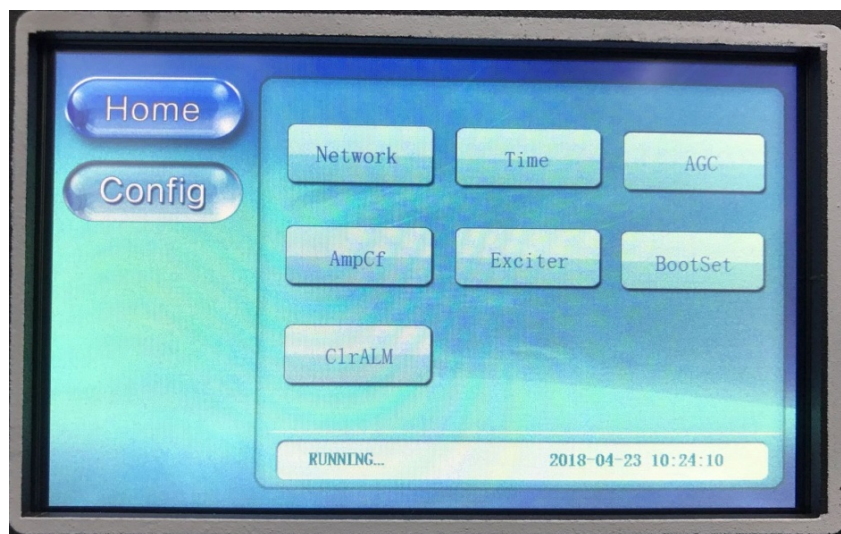 Home
Config
Network
Time
AGC
AmpCf
Exciter
BootSet
ClrALM
RUNNING...
2018-04-23 10:24:10